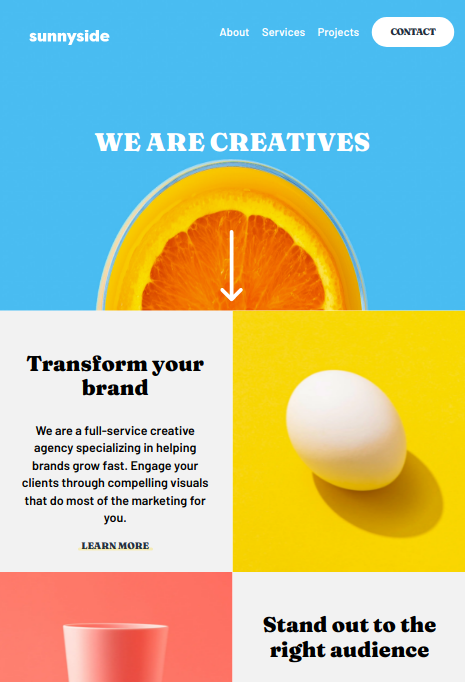 sunnyside
About Services Projects CONTACT
WE ARE CREATIVES
Transform your
brand
We are a full-service creative
agency specializing in helping
brands grow fast. Engage your
clients through compelling visuals
that do most of the marketing for
you.
LEARN MORE
Stand out to the
right audience